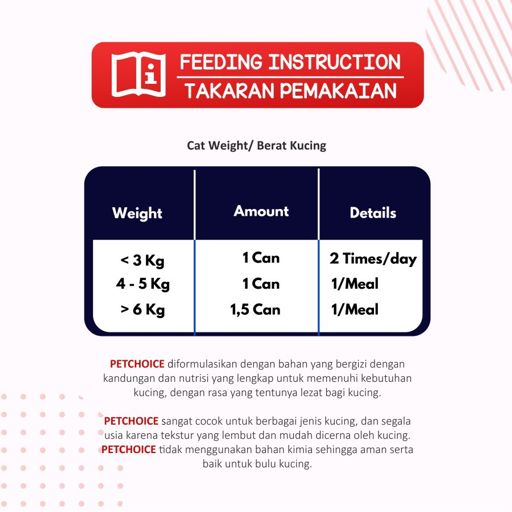 FEEDING INSTRUCTION
TAKARAN PEMAKAIAN
Cat Weight/ Berat Kucing
Weight Amount Details
< 3 Kg 1 Can 2 Times/day
4 - 5 Kg 1 Can 1/Meal
> 6 Kg 1,5 Can 1/Meal
PETCHOICE diformulasikan dengan bahan yang bergizi dengan
kandungan dan nutrisi yang lengkap untuk memenuhi kebutuhan
kucing, dengan rasa yang tentunya lezat bagi kucing.
PETCHOICE sangat cocok untuk berbagai jenis kucing, dan segala
usia karena tekstur yang lembut dan mudah dicerna oleh kucing.
PETCHOICE tidak menggunakan bahan kimia sehingga aman serta
baik untuk bulu kucing.